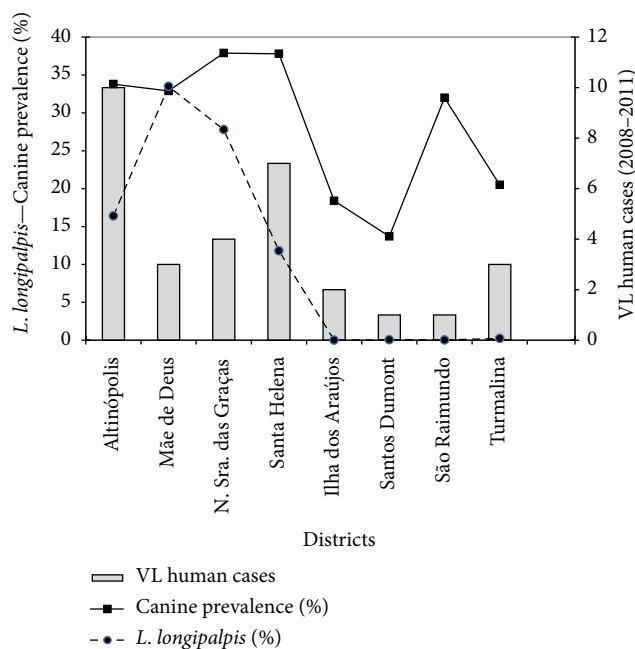 L. longipalpis—Canine prevalence (%)
40
35
30
25
20
15
10
5
0
12
10
8
6
4
2
0
VL human cases (2008–2011)
Altinópolis
Mãe de Deus
N. Sra. das Graças
Santa Helena
Ilha dos Araújos
Santos Dumont
São Raimundo
Turmalina
Districts
VL human cases
Canine prevalence (%)
L. longipalpis (%)